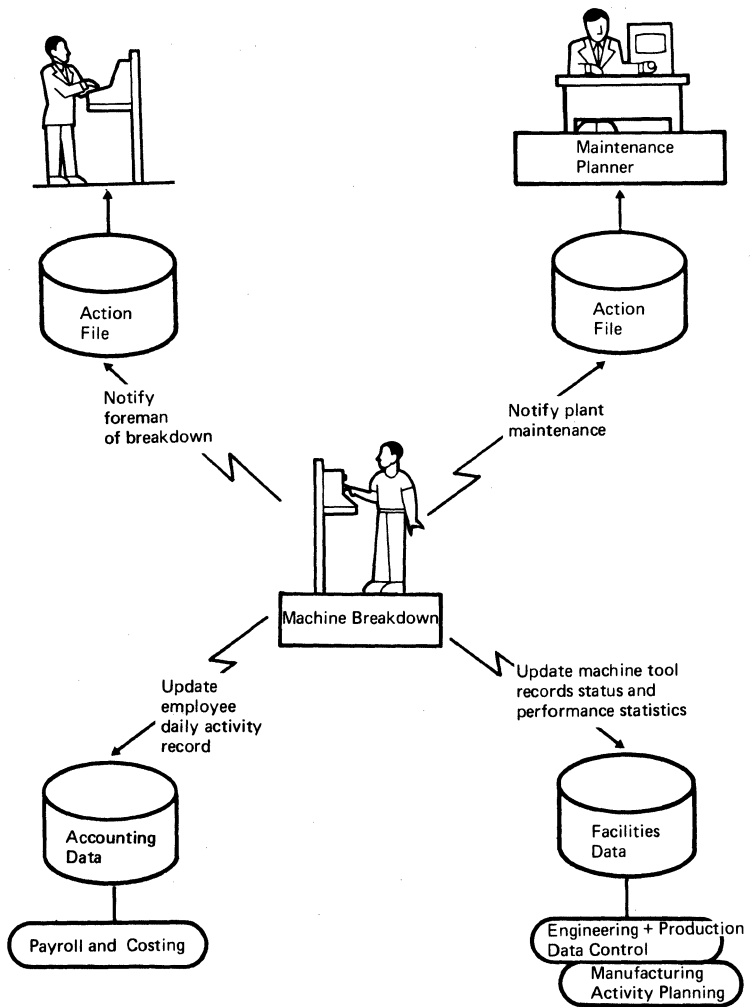 Maintenance
Planner
Action
File
Action
File
Notify
foreman
of breakdown
Notify plant
maintenance
Machine Breakdown
Update
employee
daily activity
record
Update machine tool
records status and
performance statistics
Accounting
Data
Facilities
Data
Payroll and Costing
Engineering + Production
Data Control
Manufacturing
Activity Planning